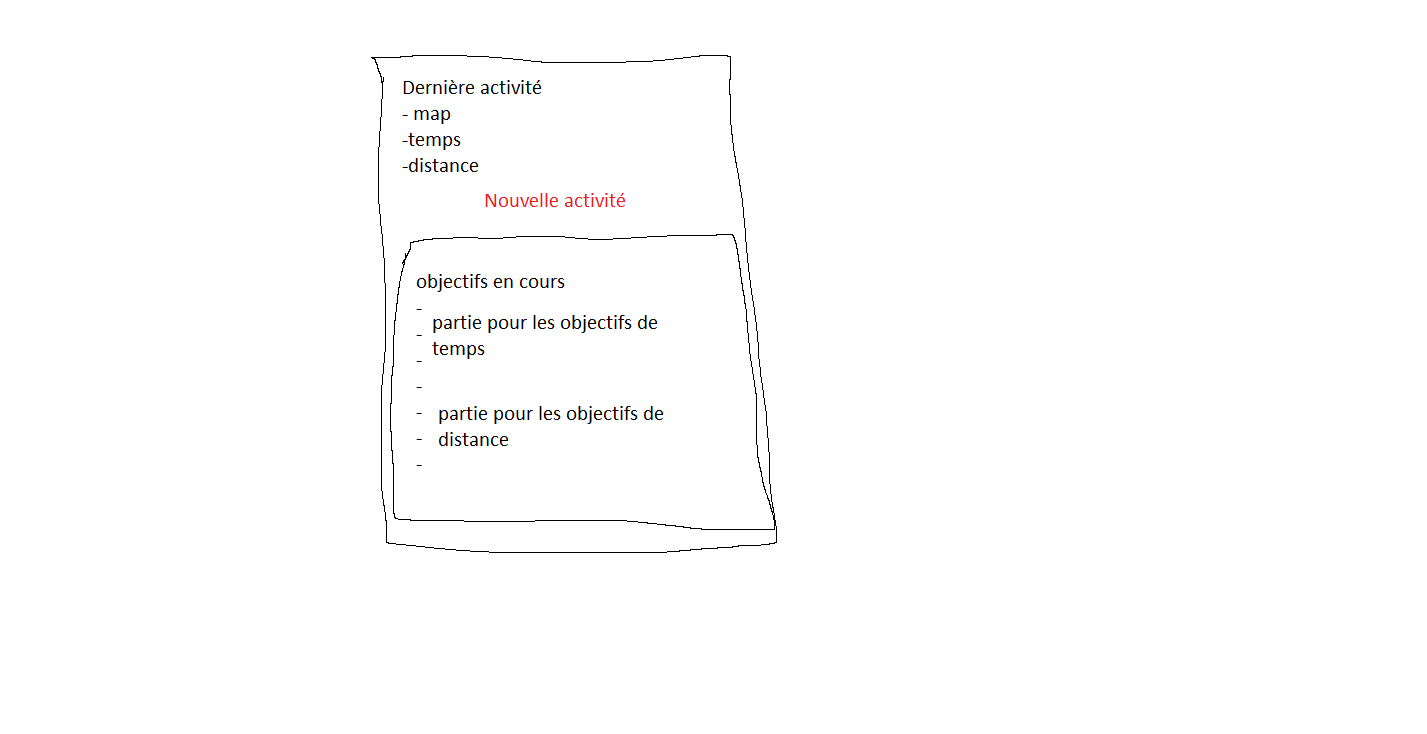 Dernière activité
- map
-temps
-distance
Nouvelle activité
objectifs en cours
-
partie pour les objectifs de
-
temps
-
-
- partie pour les objectifs de
- distance
-